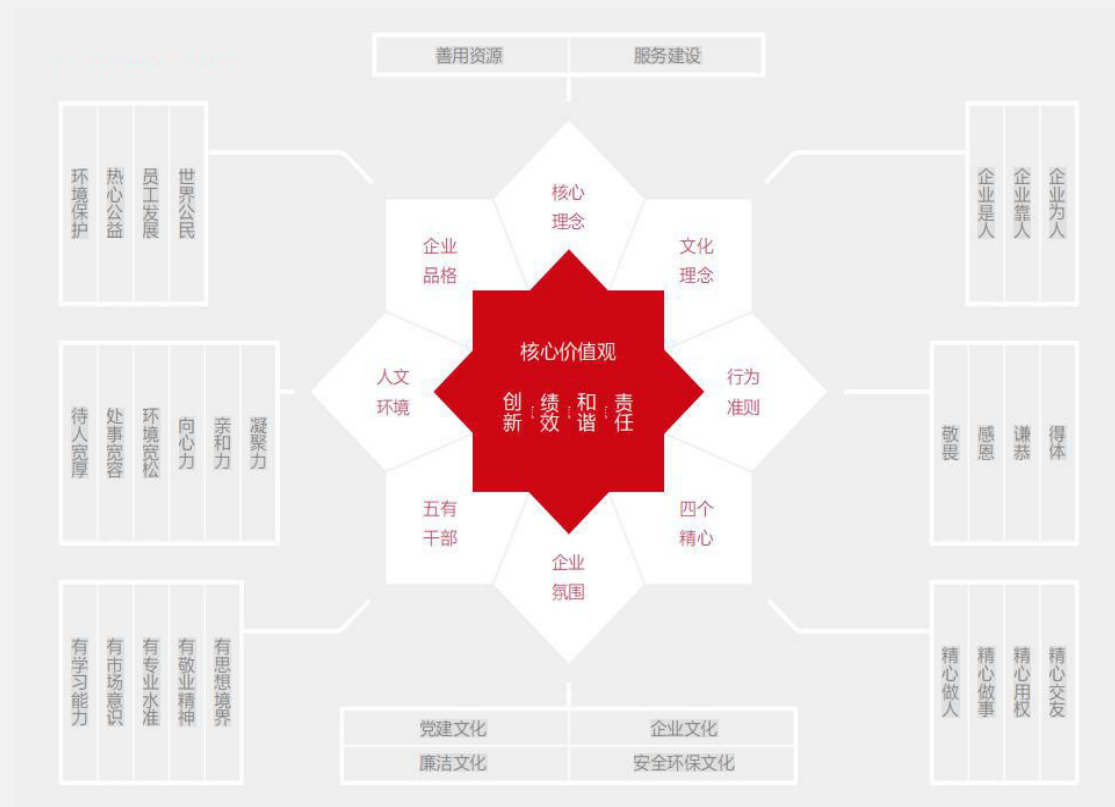 善用资源
服务建设
环境保护
热心公益
员工发展
世界公民
企业是人
企业靠人
企业为人
核心
理念
企业
品格
文化
理念
人文
环境
核心价值观
创新
绩效
和谐
责任
行为
准则
待人宽厚
处事宽容
环境宽松
向心力
亲和力
凝聚力
敬畏
感恩
谦恭
得体
五有
干部
企业
氛围
四个
精心
有学习能力
有市场意识
有专业水准
有敬业精神
有思想境界
党建文化
企业文化
廉洁文化
安全环保文化
精心做人
精心做事
精心用权
精心交友